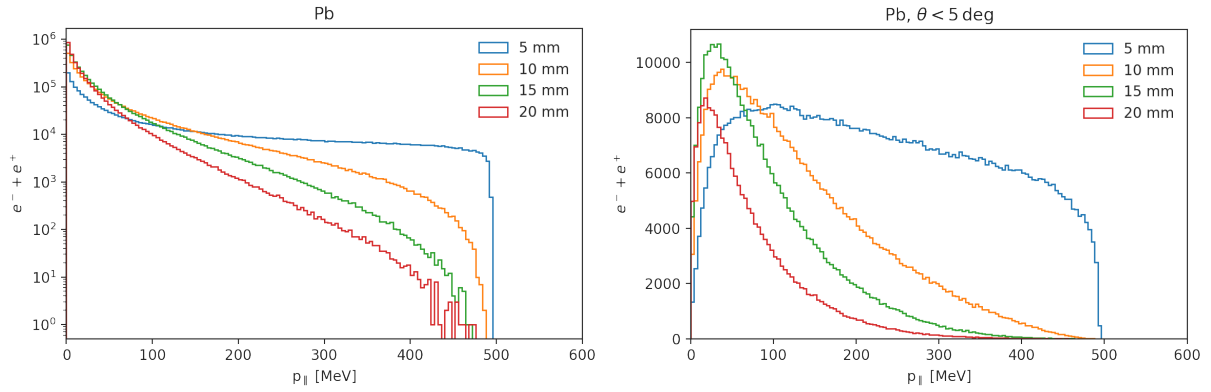 Pb
10⁶
10⁵
10⁴
10³
10²
10¹
10⁰
e⁻ + e⁺
0 100 200 300 400 500 600
p∥ [MeV]
5 mm
10 mm
15 mm
20 mm
Pb, θ < 5 deg
10000
8000
6000
4000
2000
0
e⁻ + e⁺
0 100 200 300 400 500 600
p∥ [MeV]
5 mm
10 mm
15 mm
20 mm